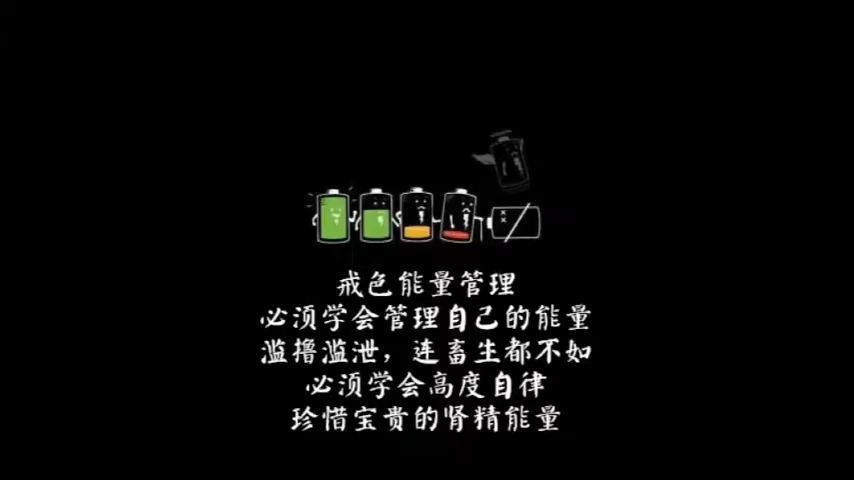 戒色能量管理
必须学会管理自己的能量
滥撸滥泄，连畜生都不如
必须学会高度自律
珍惜宝贵的肾精能量